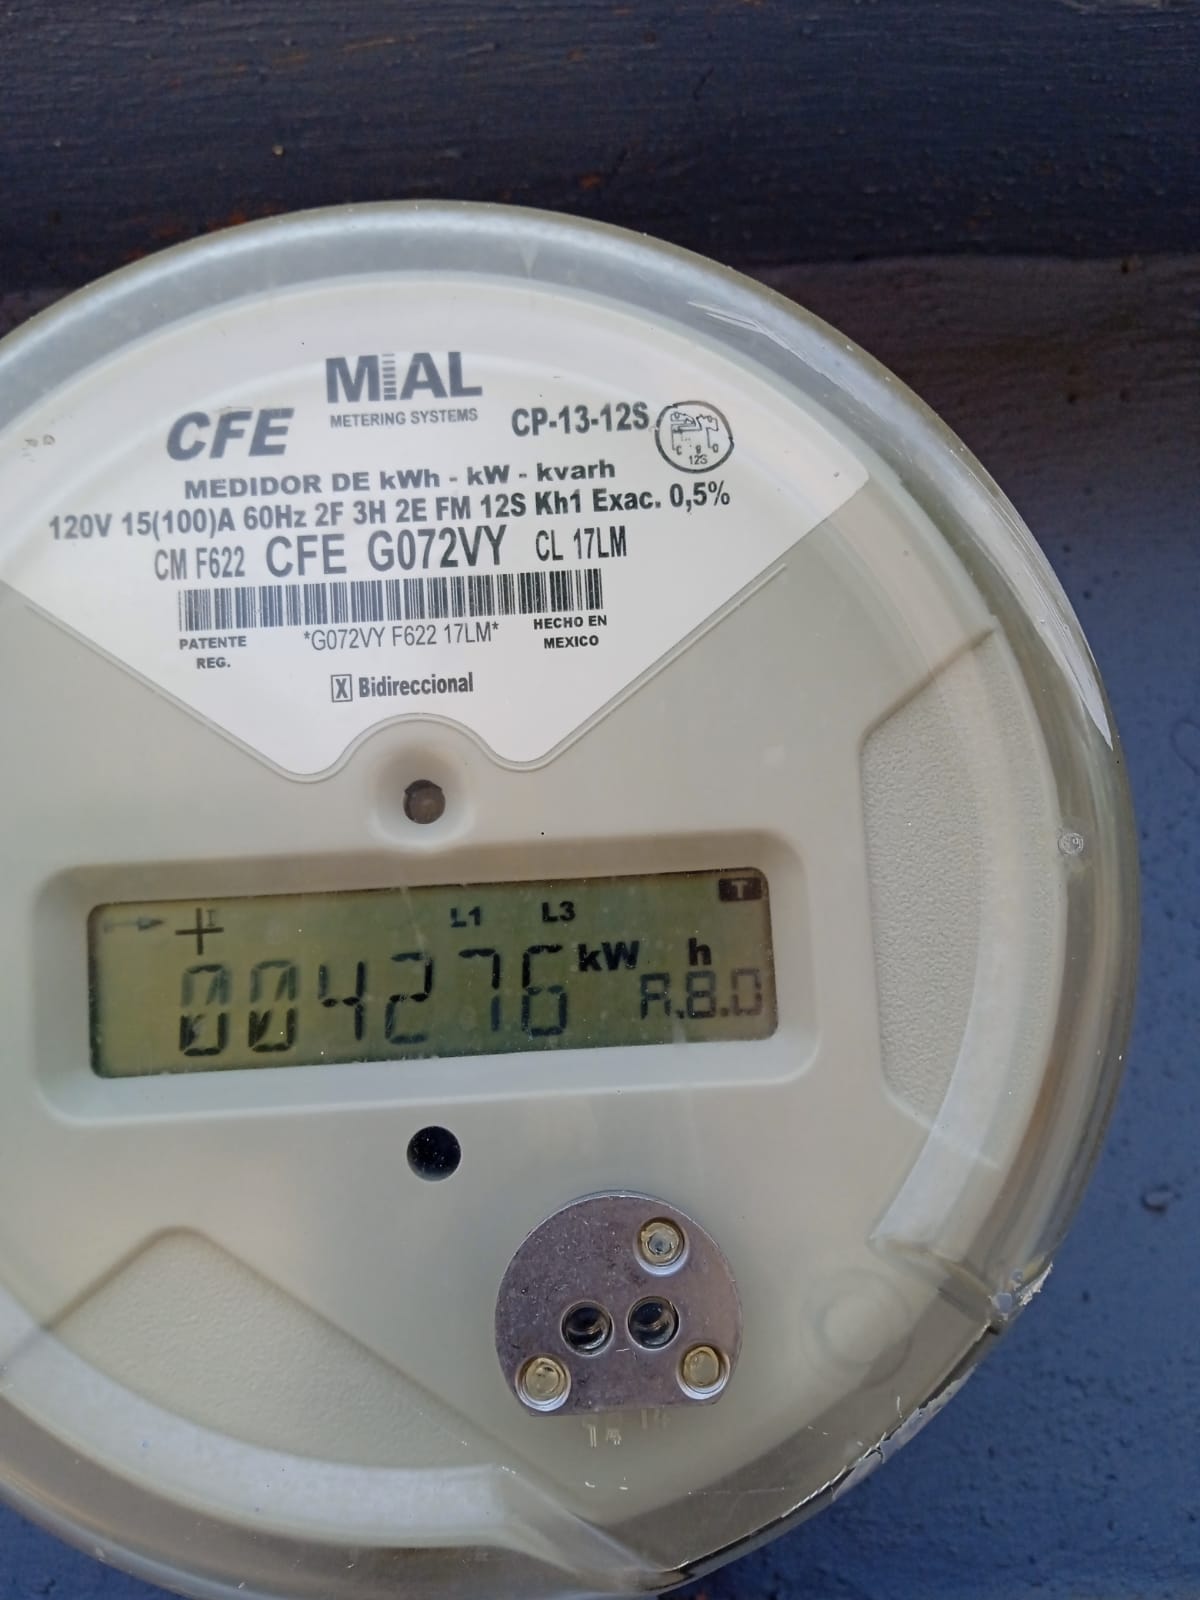 MIAL
METERING SYSTEMS
CFE
CP-13-12S
12S
MEDIDOR DE kWh - kW - kvarh
120V 15(100)A 60Hz 2F 3H 2E FM 12S Kh1 Exac. 0,5%
CM F622 CFE G072VY CL 17LM
PATENTE REG.
*G072VY F622 17LM*
HECHO EN MEXICO
X Bidireccional
L1 L3 T
004276 kW h A.B.0
14 14